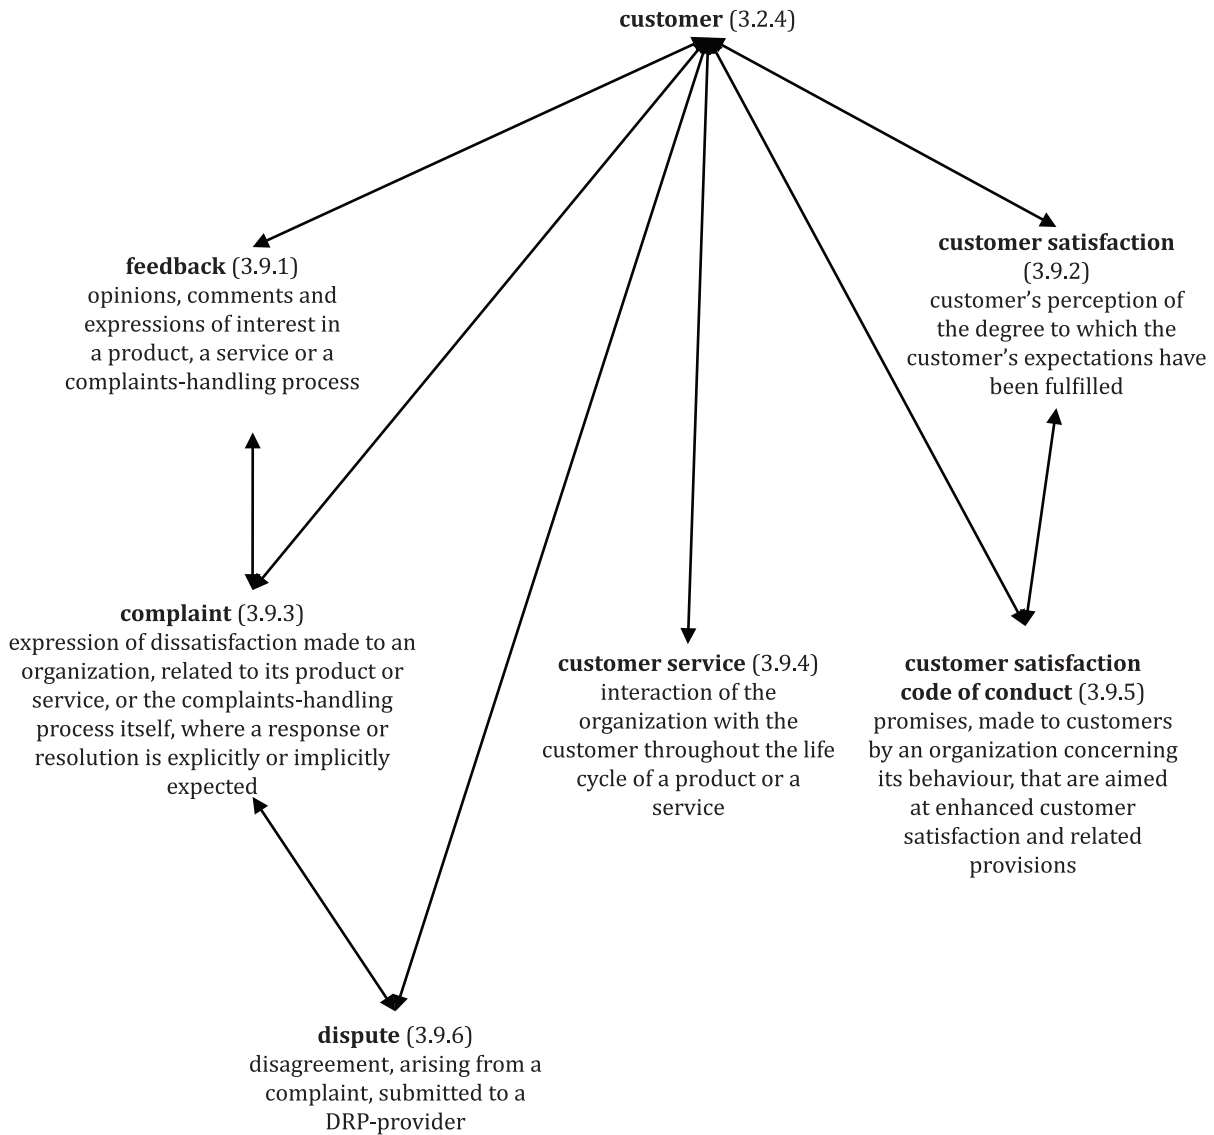 customer (3.2.4)
feedback (3.9.1)
opinions, comments and
expressions of interest in
a product, a service or a
complaints-handling process
customer satisfaction
(3.9.2)
customer’s perception of
the degree to which the
customer’s expectations have
been fulfilled
complaint (3.9.3)
expression of dissatisfaction made to an
organization, related to its product or
service, or the complaints-handling
process itself, where a response or
resolution is explicitly or implicitly
expected
customer service (3.9.4)
interaction of the
organization with the
customer throughout the life
cycle of a product or a
service
customer satisfaction
code of conduct (3.9.5)
promises, made to customers
by an organization concerning
its behaviour, that are aimed
at enhanced customer
satisfaction and related
provisions
dispute (3.9.6)
disagreement, arising from a
complaint, submitted to a
DRP-provider